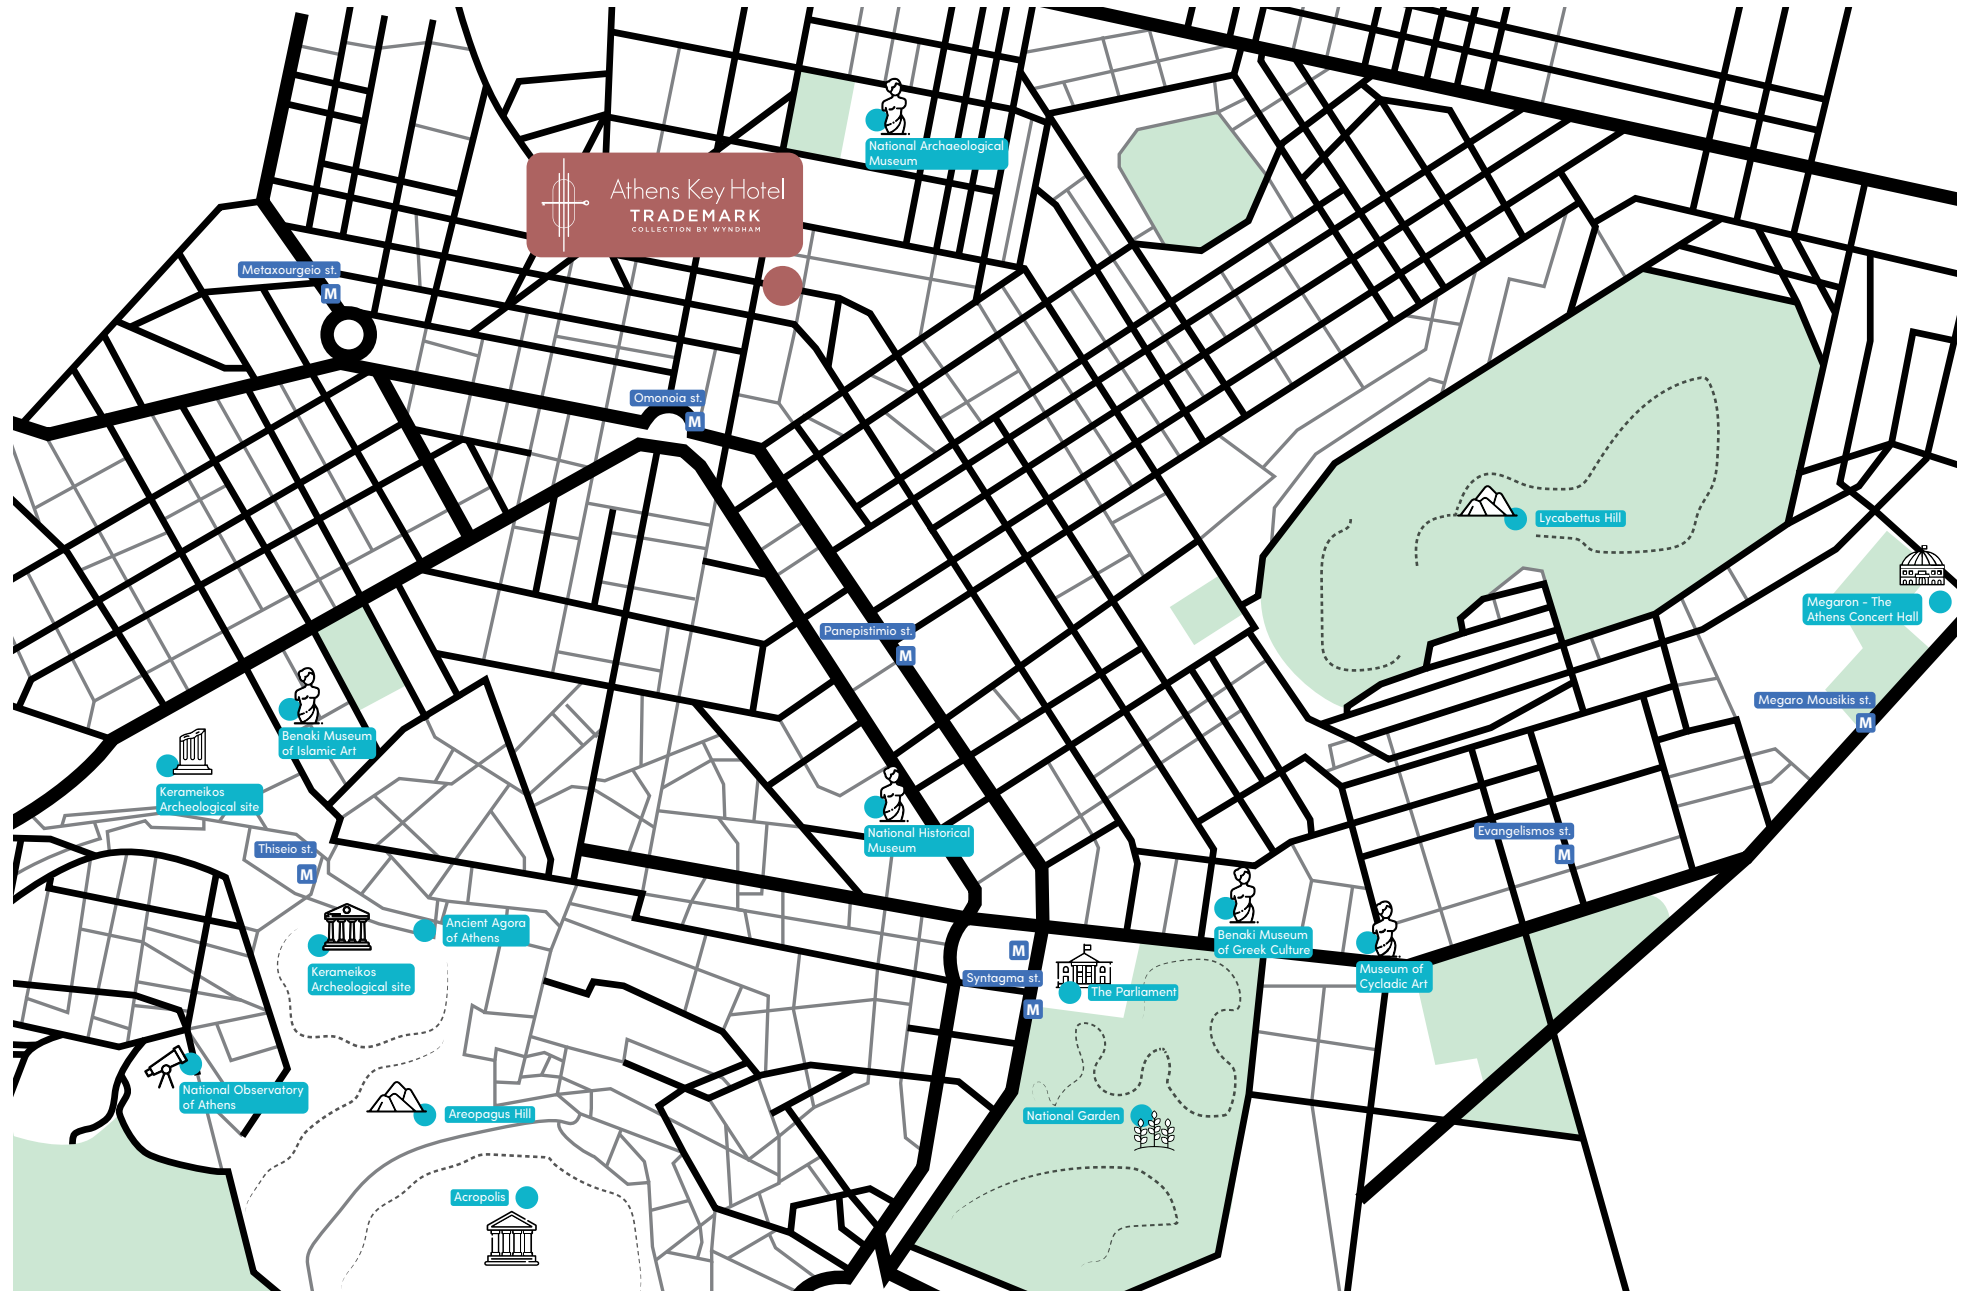 National Archaeological
Museum
Athens Key Hotel
TRADEMARK
COLLECTION BY WYNDHAM
Metaxourgeio st.
M
Omonoia st.
M
Lycabettus Hill
Megaron - The
Athens Concert Hall
Panepistimio st.
M
Megaro Mousikis st.
M
Benaki Museum
of Islamic Art
Kerameikos
Archeological site
National Historical
Museum
Evangelismos st.
M
Thiseio st.
M
Ancient Agora
of Athens
Benaki Museum
of Greek Culture
M
Syntagma st.
M
Kerameikos
Archeological site
Museum of
Cycladic Art
The Parliament
National Observatory
of Athens
Areopagus Hill
National Garden
Acropolis